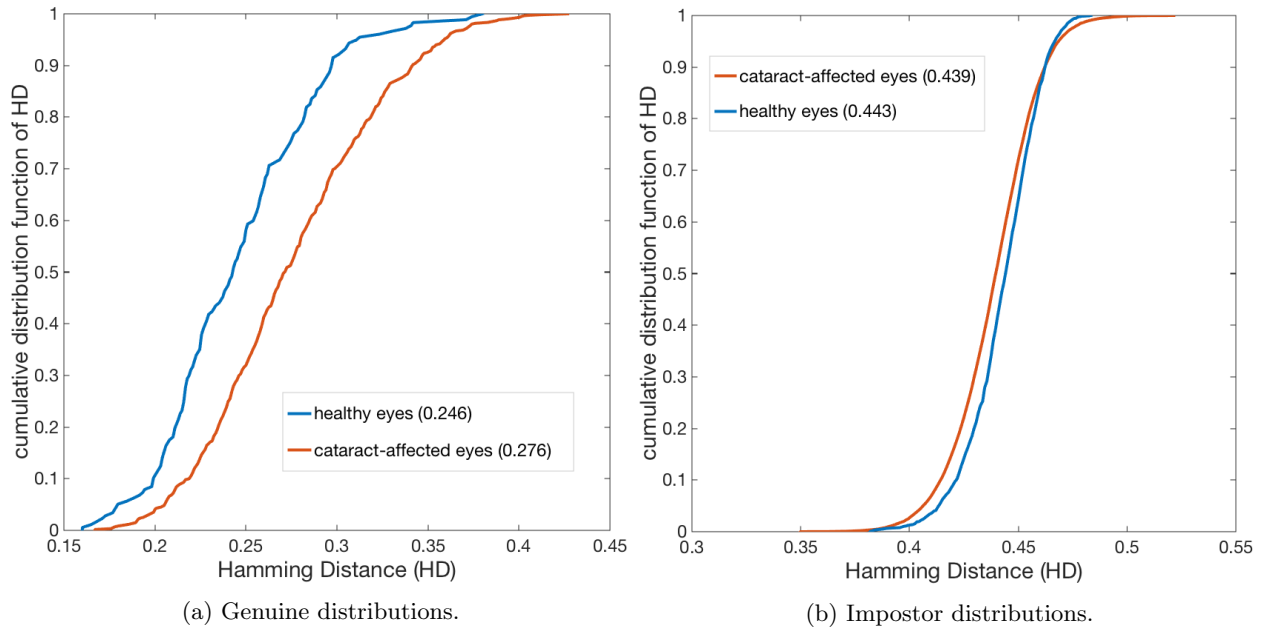 cumulative distribution function of HD
1
0.9
0.8
0.7
0.6
0.5
0.4
0.3
0.2
0.1
0
healthy eyes (0.246)
cataract-affected eyes (0.276)
0.15 0.2 0.25 0.3 0.35 0.4 0.45
Hamming Distance (HD)
(a) Genuine distributions.
cumulative distribution function of HD
1
0.9
0.8
0.7
0.6
0.5
0.4
0.3
0.2
0.1
0
cataract-affected eyes (0.439)
healthy eyes (0.443)
0.3 0.35 0.4 0.45 0.5 0.55
Hamming Distance (HD)
(b) Impostor distributions.